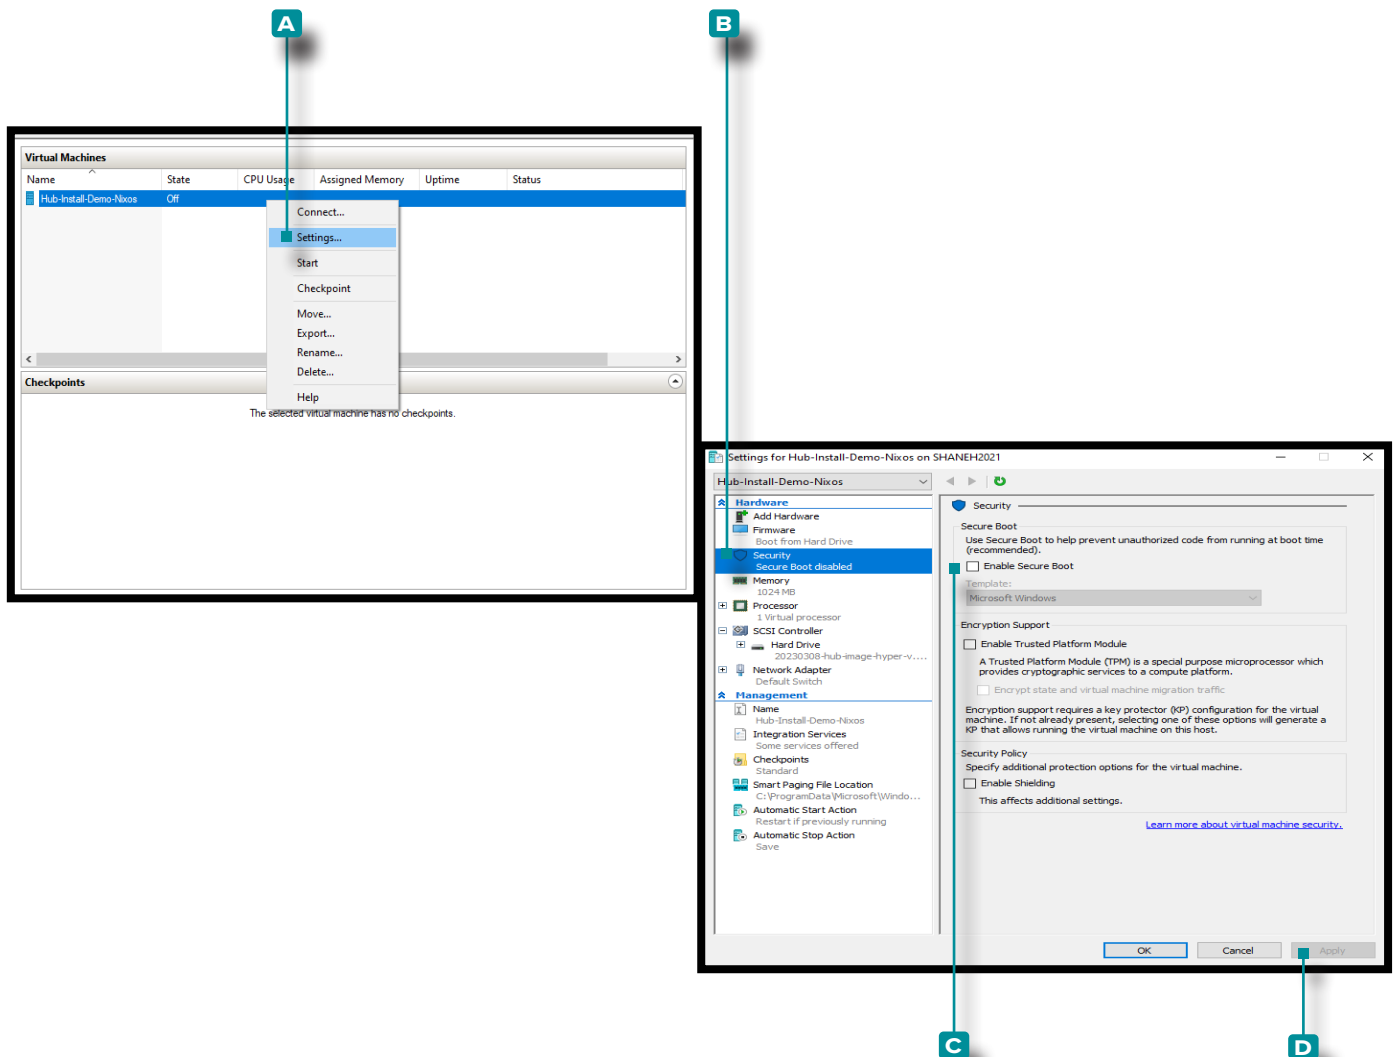 A
B
Virtual Machines
Name State CPU Usage Assigned Memory Uptime Status
Hub-Install-Demo-Nixos Off
Connect...
Settings...
Start
Checkpoint
Move...
Export...
Rename...
Delete...
Help
Checkpoints
The selected virtual machine has no checkpoints.
Settings for Hub-Install-Demo-Nixos on SHANEH2021
Hub-Install-Demo-Nixos
Hardware
Add Hardware
Firmware
Boot from Hard Drive
Security
Secure Boot disabled
Memory
1024 MB
Processor
1 Virtual processor
SCSI Controller
Hard Drive
20230308-hub-image-hyper-v....
Network Adapter
Default Switch
Management
Name
Hub-Install-Demo-Nixos
Integration Services
Some services offered
Checkpoints
Standard
Smart Paging File Location
C:\ProgramData\Microsoft\Windo...
Automatic Start Action
Restart if previously running
Automatic Stop Action
Save
Security
Secure Boot
Use Secure Boot to help prevent unauthorized code from running at boot time
(recommended).
Enable Secure Boot
Template:
Microsoft Windows
Encryption Support
Enable Trusted Platform Module
A Trusted Platform Module (TPM) is a special purpose microprocessor which
provides cryptographic services to a compute platform.
Encrypt state and virtual machine migration traffic
Encryption support requires a key protector (KP) configuration for the virtual
machine. If not already present, selecting one of these options will generate a
KP that allows running the virtual machine on this host.
Security Policy
Specify additional protection options for the virtual machine.
Enable Shielding
This affects additional settings.
Learn more about virtual machine security.
OK Cancel Apply
C
D